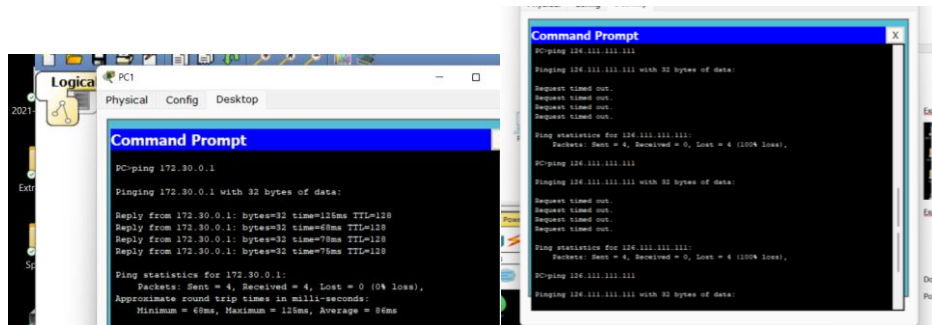 Logica
PC1
Physical Config Desktop
2021-
Extr
Sp
Command Prompt
PC>ping 172.30.0.1
Pinging 172.30.0.1 with 32 bytes of data:
Reply from 172.30.0.1: bytes=32 time=125ms TTL=128
Reply from 172.30.0.1: bytes=32 time=68ms TTL=128
Reply from 172.30.0.1: bytes=32 time=78ms TTL=128
Reply from 172.30.0.1: bytes=32 time=75ms TTL=128
Ping statistics for 172.30.0.1:
Packets: Sent = 4, Received = 4, Lost = 0 (0% loss),
Approximate round trip times in milli-seconds:
Minimum = 68ms, Maximum = 125ms, Average = 86ms
Command Prompt X
PC>ping 126.111.111.111
Pinging 126.111.111.111 with 32 bytes of data:
Request timed out.
Request timed out.
Request timed out.
Request timed out.
Ping statistics for 126.111.111.111:
Packets: Sent = 4, Received = 0, Lost = 4 (100% loss),
PC>ping 126.111.111.111
Pinging 126.111.111.111 with 32 bytes of data:
Request timed out.
Request timed out.
Request timed out.
Request timed out.
Ping statistics for 126.111.111.111:
Packets: Sent = 4, Received = 0, Lost = 4 (100% loss),
PC>ping 126.111.111.111
Pinging 126.111.111.111 with 32 bytes of data:
Powe
Ex
Ex
Do
Po